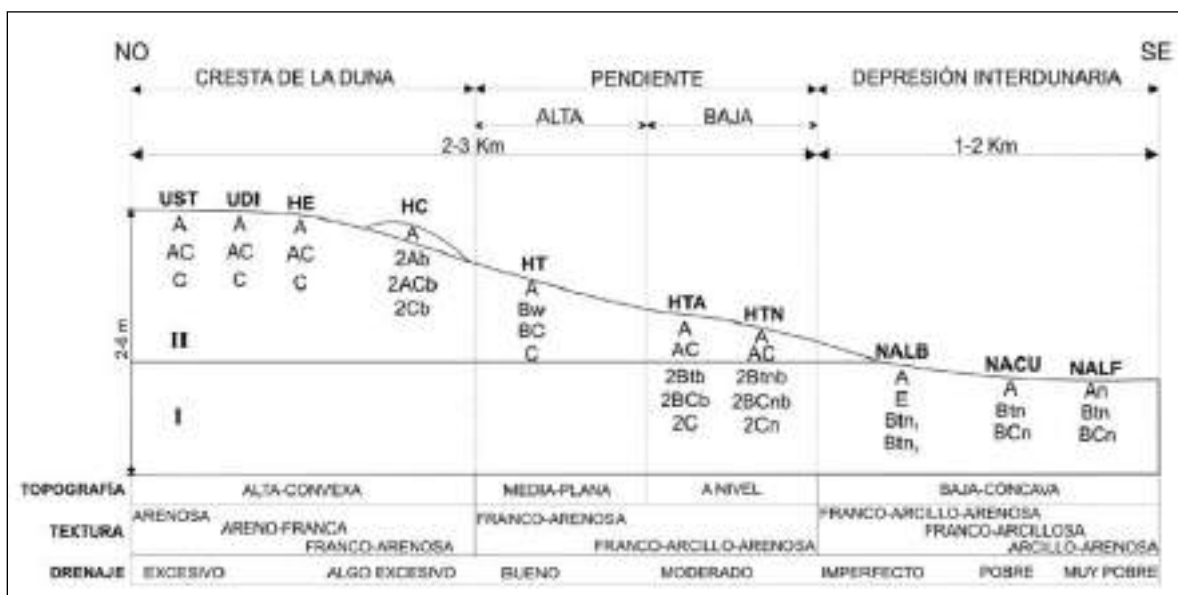 NO SE
CRESTA DE LA DUNA PENDIENTE DEPRESIÓN INTERDUNARIA
ALTA BAJA
2-3 Km 1-2 Km
UST UDI HE HC
A A A A
AC AC AC 2Ab
C C C 2ACb
2Cb
HT
A
Bw
BC
C
HTA HTN
A A
AC AC
2Btb 2Btnb
2BCb 2BCnb
2C 2Cn
NALB NACU NALF
A A An
E Btn Btn
Btn, BCn BCn
Btn,
2-6 m
II
I
TOPOGRAFÍA ALTA-CONVEXA MEDIA-PLANA A NIVEL BAJA-CONCAVA
TEXTURA ARENOSA FRANCO-ARENOSA FRANCO-ARCILLO-ARENOSA
ARENO-FRANCA FRANCO-ARCILLOSA
FRANCO-ARENOSA FRANCO-ARCILLO-ARENOSA ARCILLO-ARENOSA
DRENAJE EXCESIVO ALGO EXCESIVO BUENO MODERADO IMPERFECTO POBRE MUY POBRE